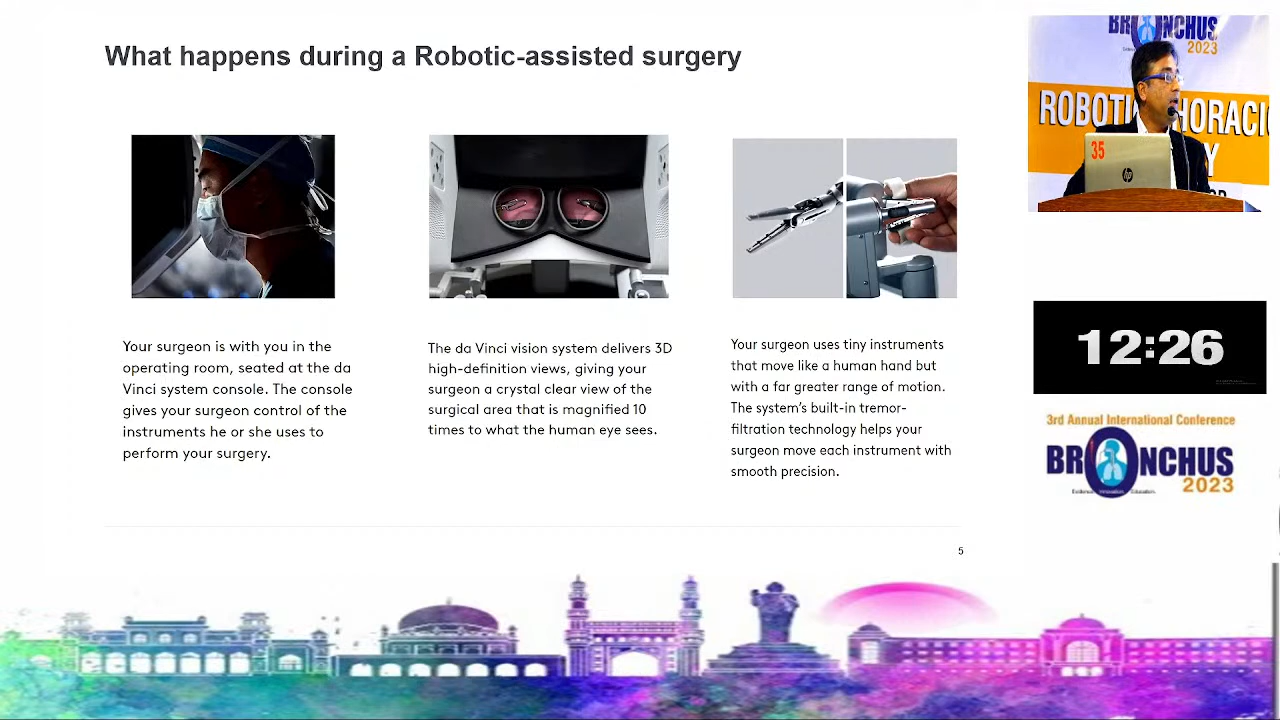 What happens during a Robotic-assisted surgery
Your surgeon is with you in the
operating room, seated at the da
Vinci system console. The console
gives your surgeon control of the
instruments he or she uses to
perform your surgery.
The da Vinci vision system delivers 3D
high-definition views, giving your
surgeon a crystal clear view of the
surgical area that is magnified 10
times to what the human eye sees.
Your surgeon uses tiny instruments
that move like a human hand but
with a far greater range of motion.
The system's built-in tremor-
filtration technology helps your
surgeon move each instrument with
smooth precision.
5
BRONCHUS
2023
35
hp
12:26
3rd Annual International Conference
BRONCHUS
2023